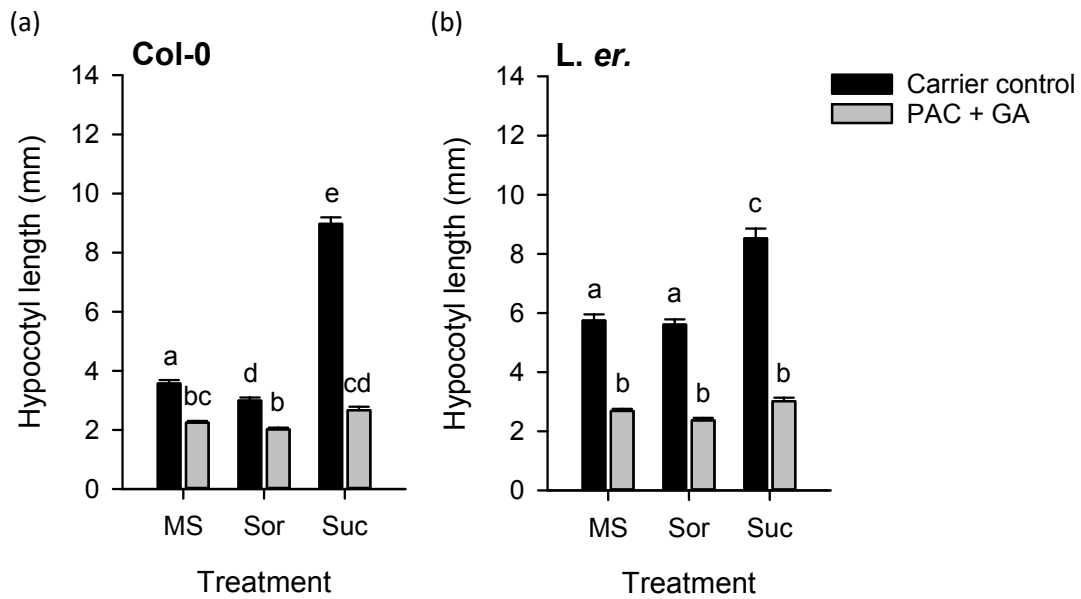 (a)
Col-0
14
12
10
8
6
4
2
0
Hypocotyl length (mm)
a
bc
d
b
e
cd
MS Sor Suc
Treatment
(b)
L. er.
14
12
10
8
6
4
2
0
Hypocotyl length (mm)
a
b
a
b
c
b
MS Sor Suc
Treatment
Carrier control
PAC + GA